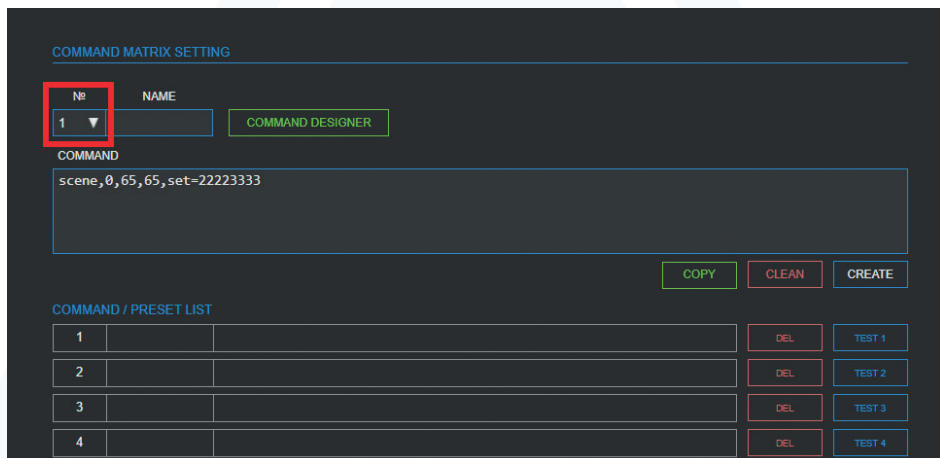 COMMAND MATRIX SETTING
№ NAME
1 ▼ COMMAND DESIGNER
COMMAND
scene,0,65,65,set=22223333
COPY CLEAN CREATE
COMMAND / PRESET LIST
1 DEL TEST 1
2 DEL TEST 2
3 DEL TEST 3
4 DEL TEST 4